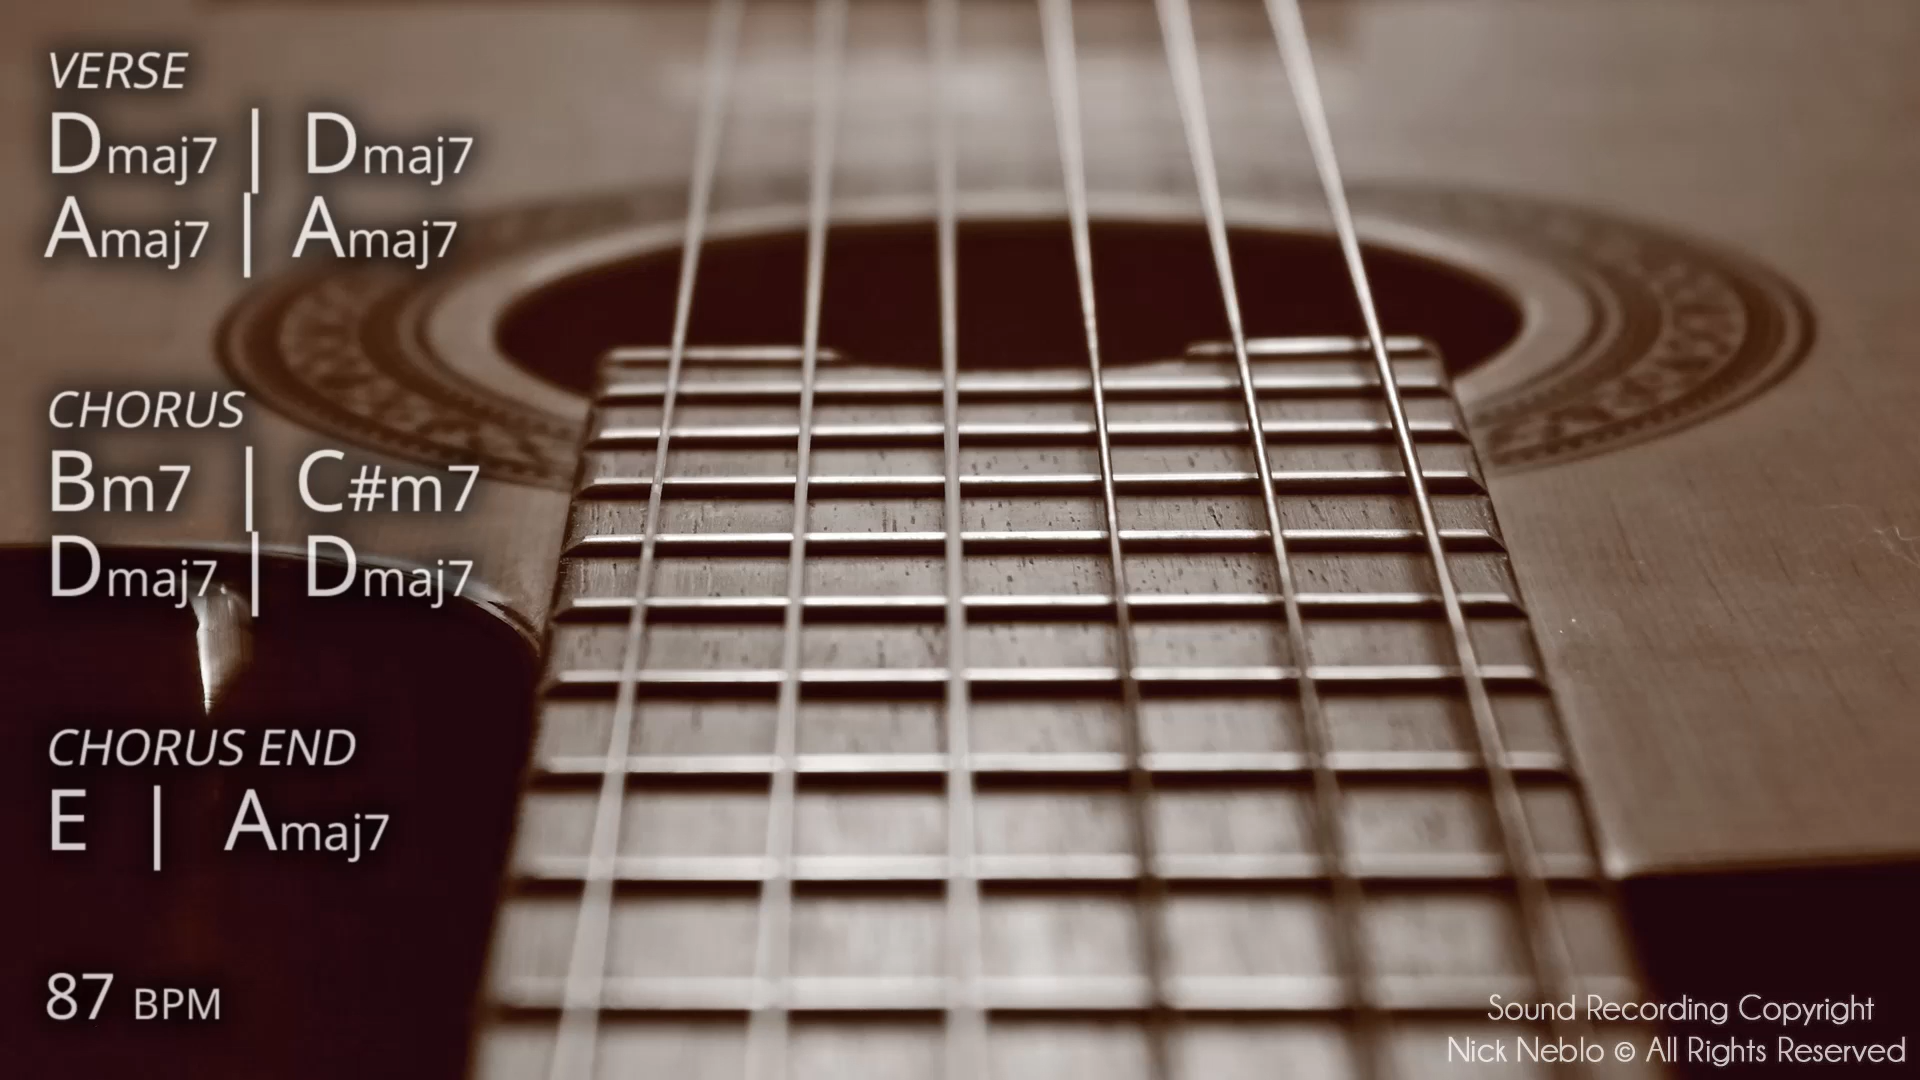 VERSE
Dmaj7 | Dmaj7
Amaj7 | Amaj7
CHORUS
Bm7 | C#m7
Dmaj7 | Dmaj7
CHORUS END
E | Amaj7
87 BPM
Sound Recording Copyright
Nick Neblo © All Rights Reserved